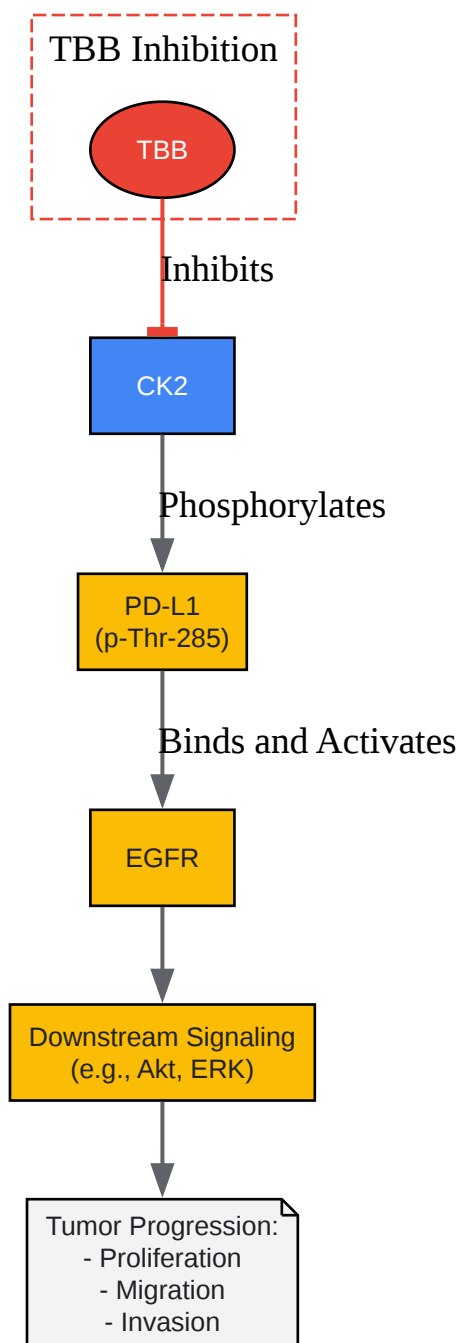 TBB Inhibition
TBB
Inhibits
CK2
Phosphorylates
PD-L1
(p-Thr-285)
Binds and Activates
EGFR
Downstream Signaling
(e.g., Akt, ERK)
Tumor Progression:
- Proliferation
- Migration
- Invasion